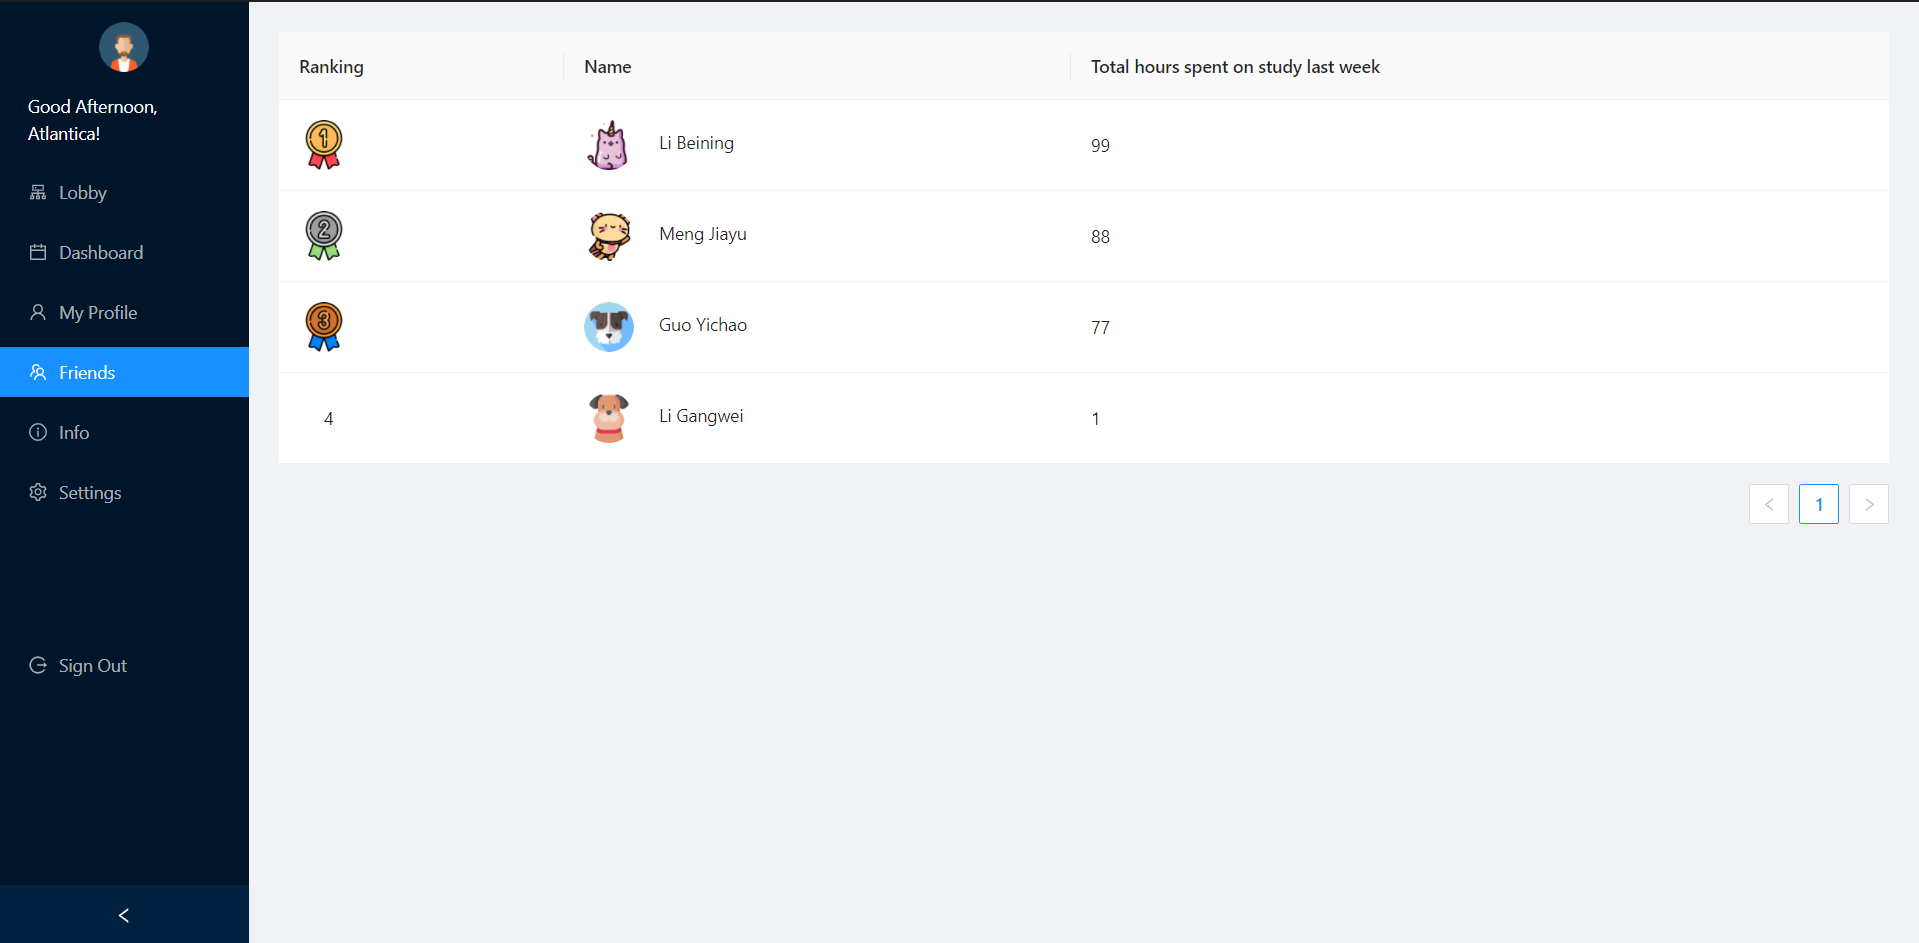 Good Afternoon,
Atlantica!
Lobby
Dashboard
My Profile
Friends
Info
Settings
Sign Out
Ranking Name Total hours spent on study last week
1 Li Beining 99
2 Meng Jiayu 88
3 Guo Yichao 77
4 Li Gangwei 1
< 1 >
<